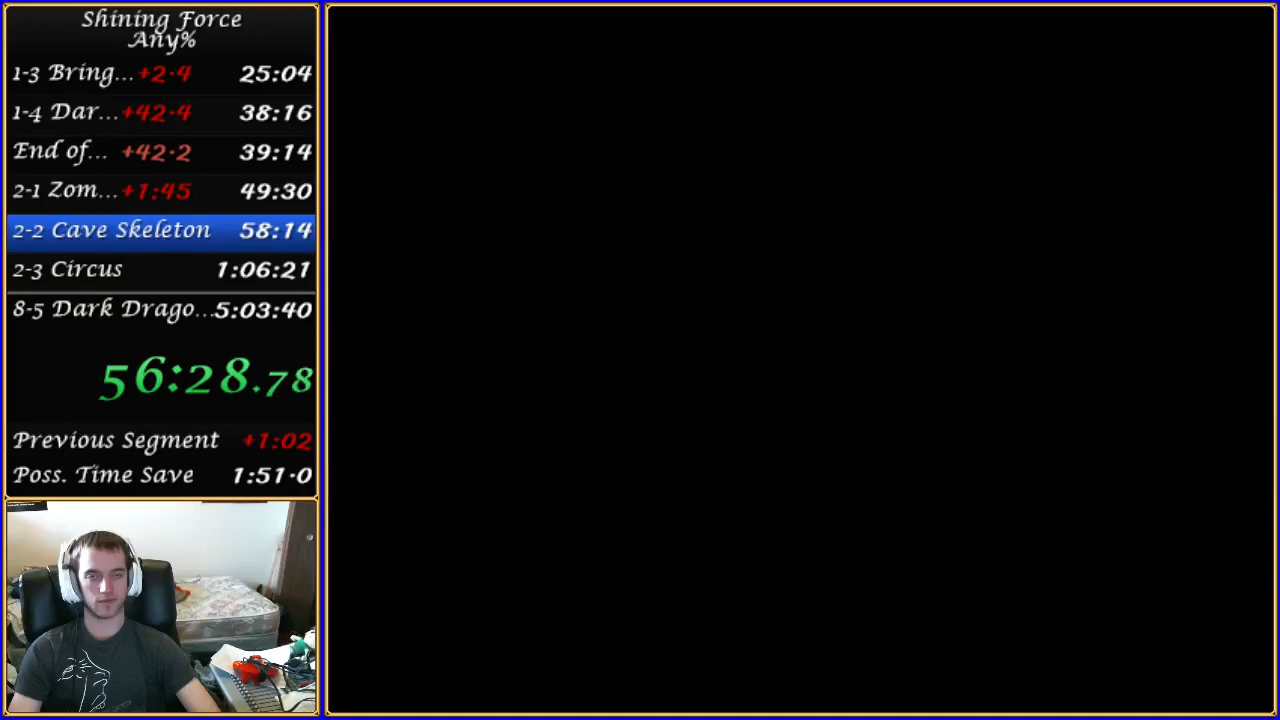 Shining Force
Any%
1-3 Bring... +2.4 25:04
1-4 Dar... +42.4 38:16
End of... +42.2 39:14
2-1 Zom... +1:45 49:30
2-2 Cave Skeleton 58:14
2-3 Circus 1:06:21
8-5 Dark Drago... 5:03:40
56:28.78
Previous Segment +1:02
Poss. Time Save 1:51.0